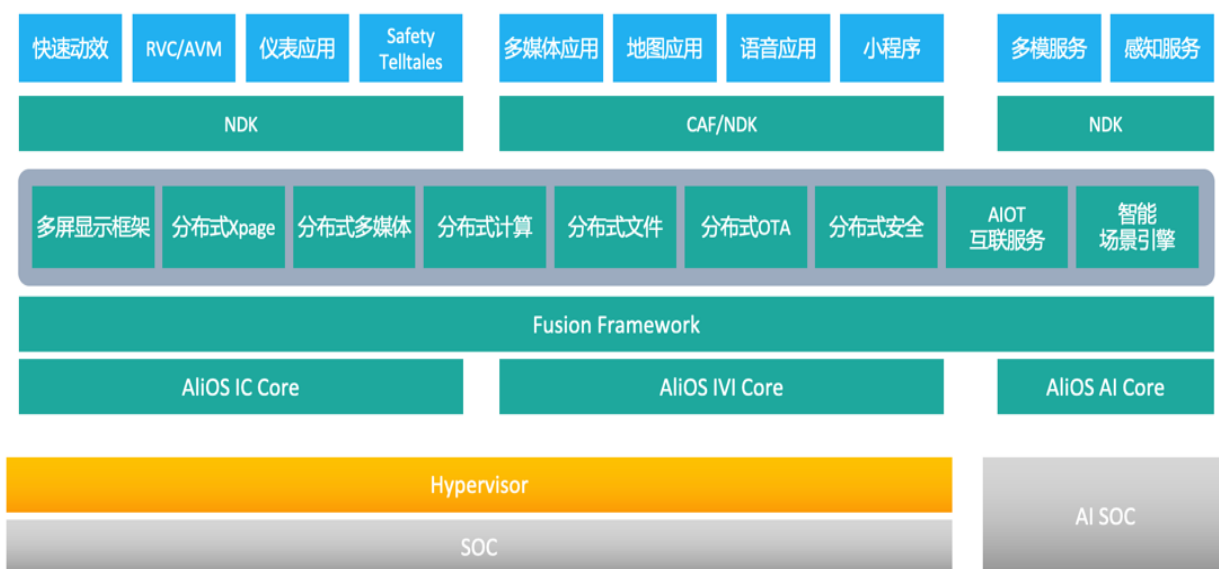 快速动效
RVC/AVM
仪表应用
Safety
Telltales
多媒体应用
地图应用
语音应用
小程序
多模服务
感知服务
NDK
CAF/NDK
NDK
多屏显示框架
分布式Xpage
分布式多媒体
分布式计算
分布式文件
分布式OTA
分布式安全
AIOT
互联服务
智能
场景引擎
Fusion Framework
AliOS IC Core
AliOS IVI Core
AliOS AI Core
Hypervisor
AI SOC
SOC